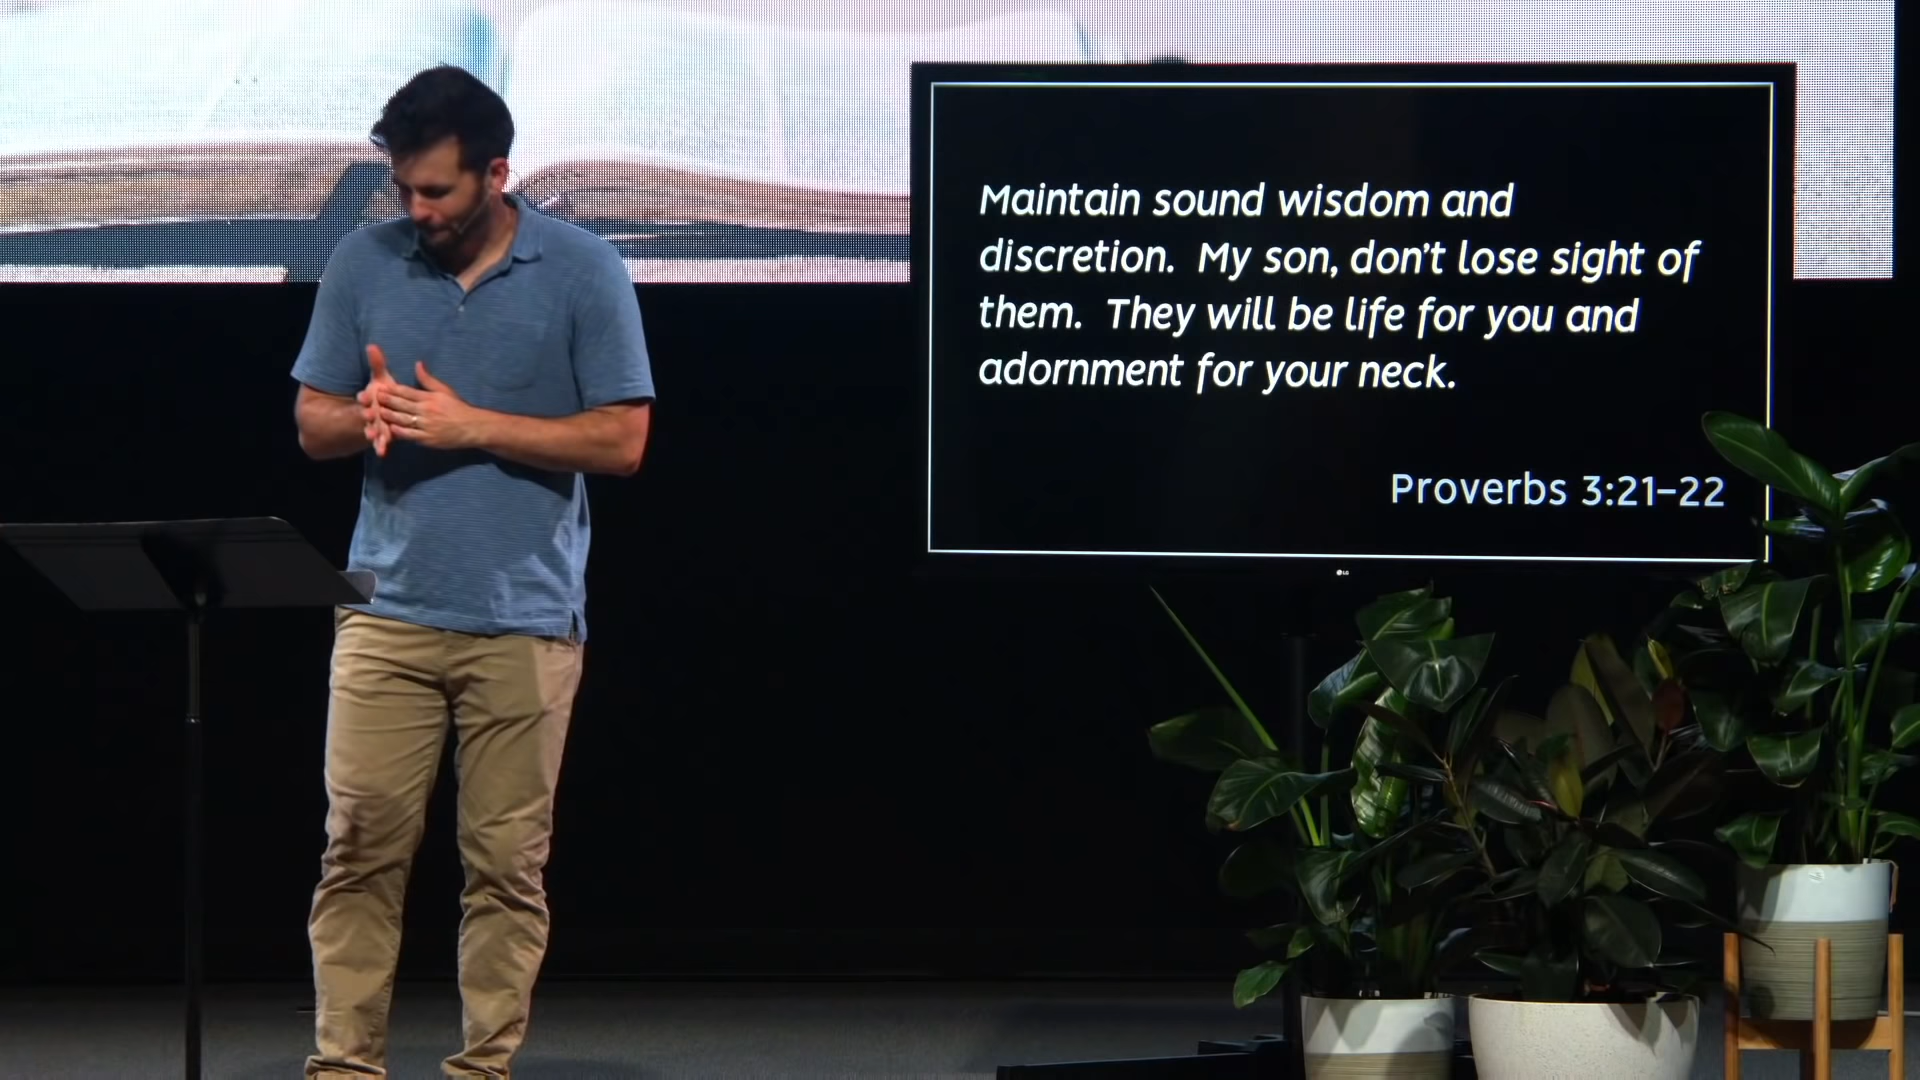 Maintain sound wisdom and
discretion. My son, don't lose sight of
them. They will be life for you and
adornment for your neck.
Proverbs 3:21–22
LG